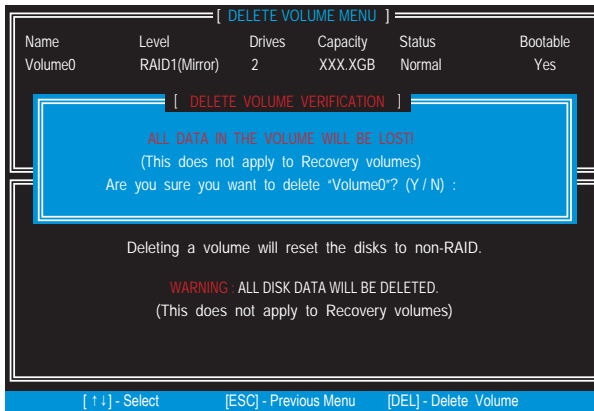 [ DELETE VOLUME MENU ]
Name Level Drives Capacity Status Bootable
Volume0 RAID1(Mirror) 2 XXX.XGB Normal Yes
[ DELETE VOLUME VERIFICATION ]
ALL DATA IN THE VOLUME WILL BE LOST!
(This does not apply to Recovery volumes)
Are you sure you want to delete “Volume0”? (Y / N) :
Deleting a volume will reset the disks to non-RAID.
WARNING : ALL DISK DATA WILL BE DELETED.
(This does not apply to Recovery volumes)
[ ↑↓] - Select [ESC] - Previous Menu [DEL] - Delete Volume